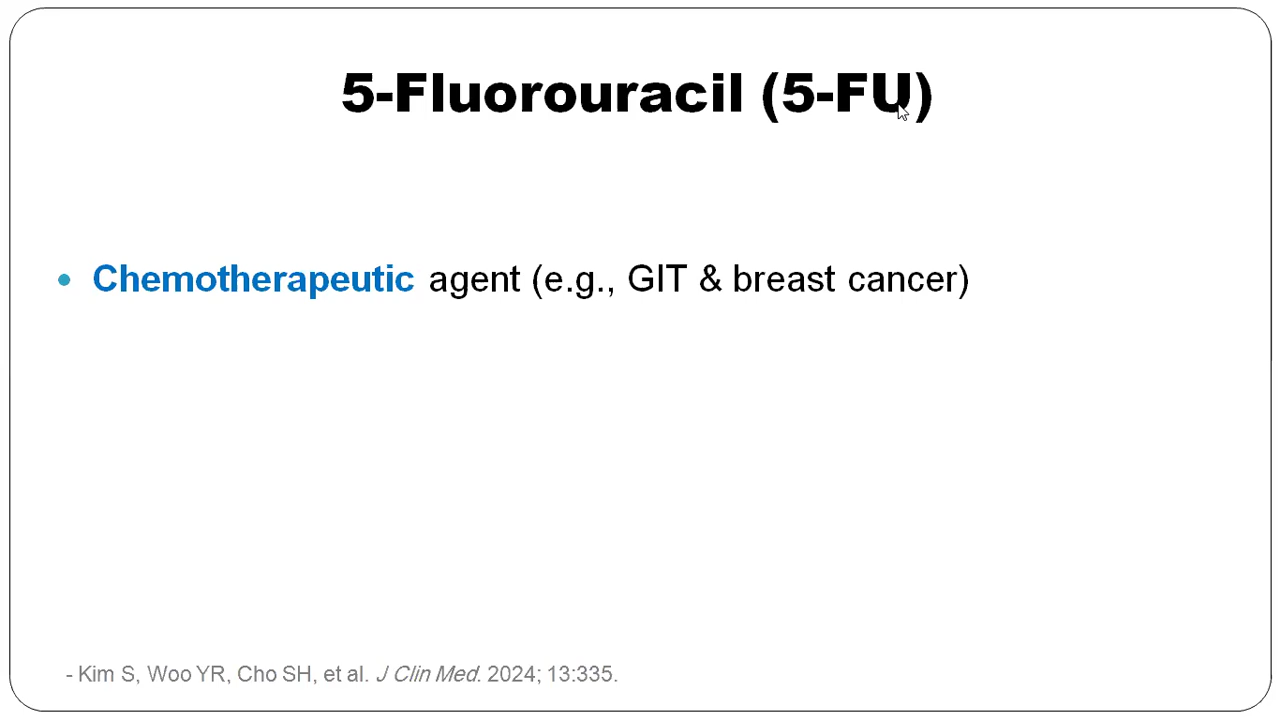 5-Fluorouracil (5-FU)
• Chemotherapeutic agent (e.g., GIT & breast cancer)
- Kim S, Woo YR, Cho SH, et al. J Clin Med. 2024; 13:335.